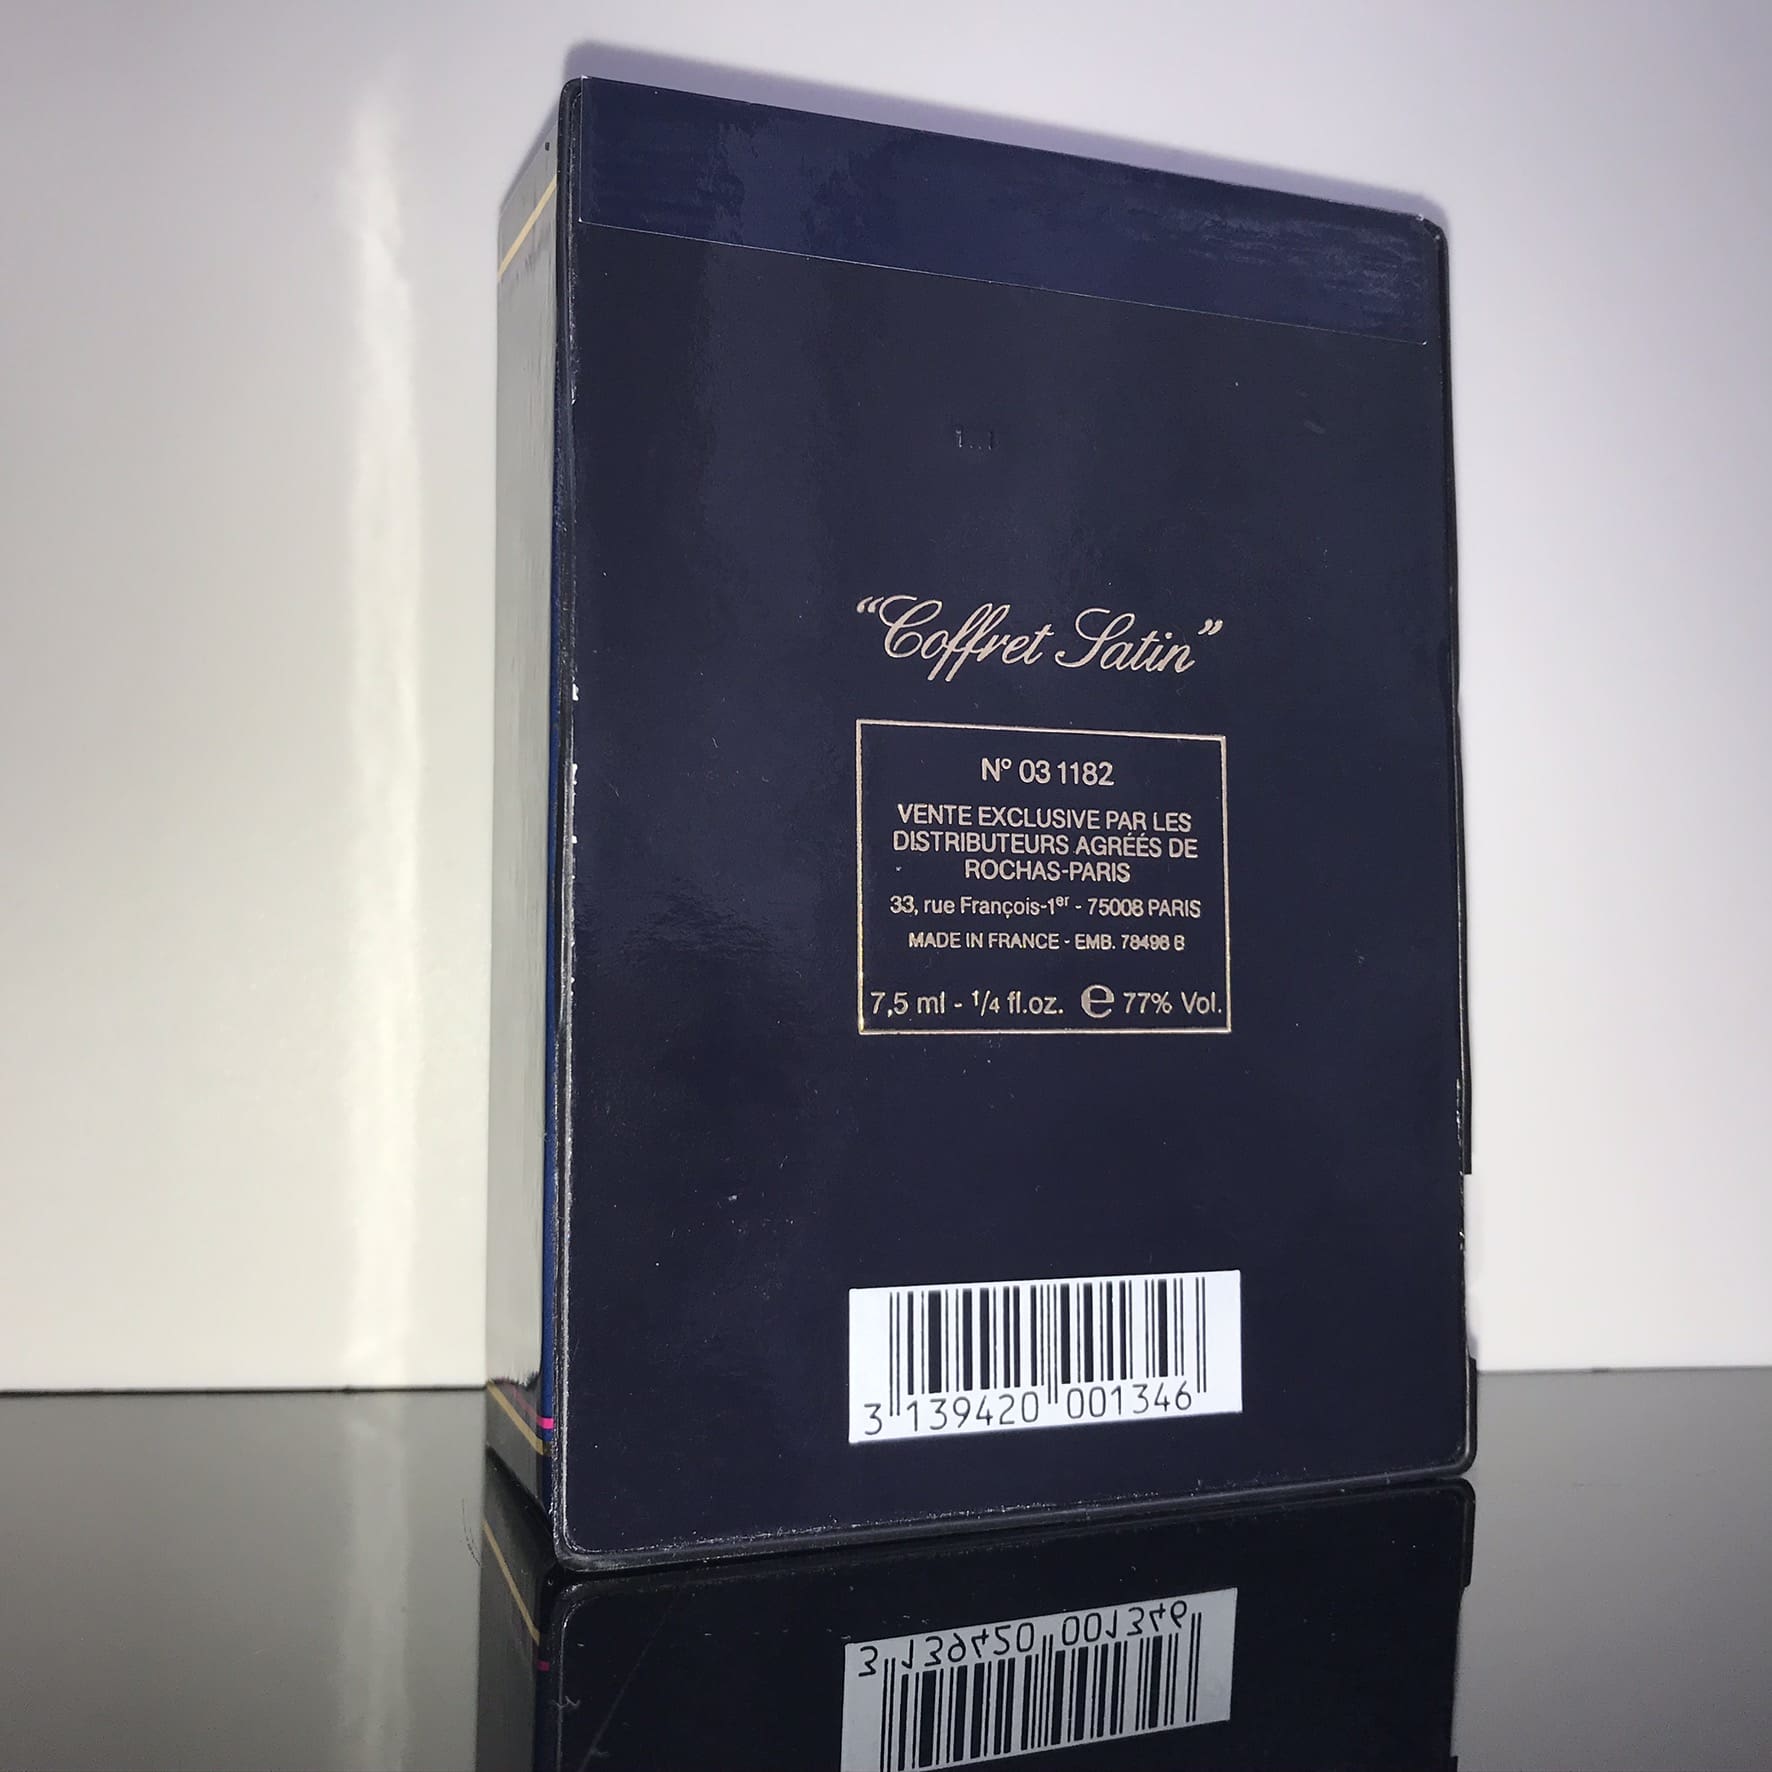 “Coffret Satin”
Nº 03 1182
VENTE EXCLUSIVE PAR LES
DISTRIBUTEURS AGRÉÉS DE
ROCHAS-PARIS
33, rue François-1er - 75008 PARIS
MADE IN FRANCE - EMB. 78498 B
7,5 ml - 1/4 fl.oz. e 77% Vol.
3 139420 001346